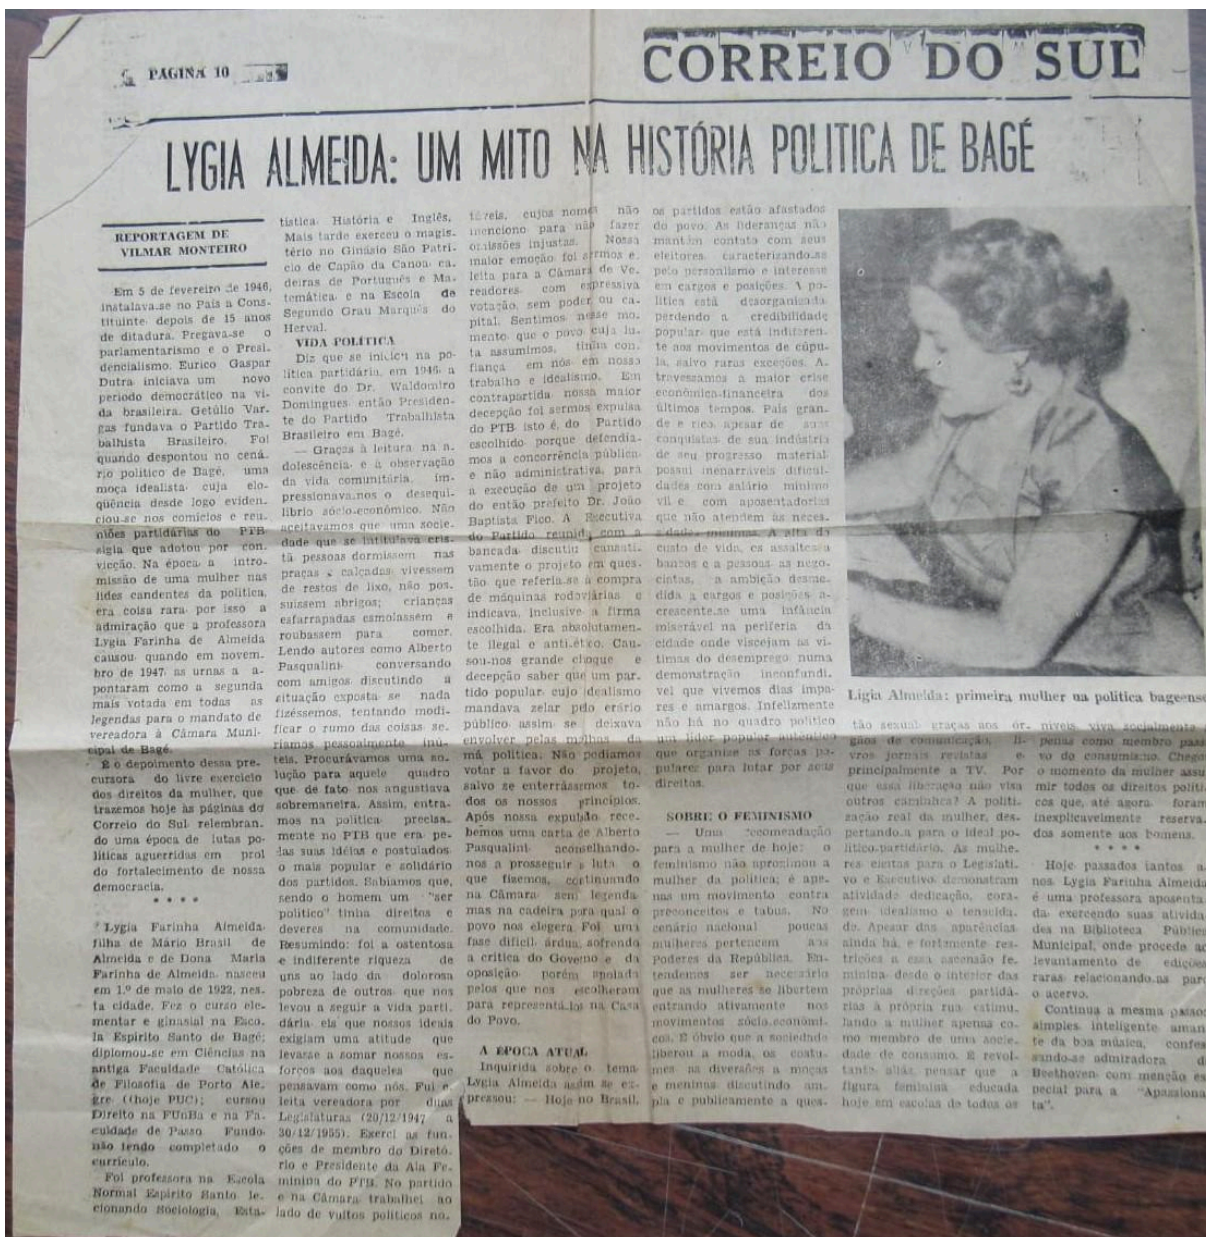 PAGINA 10
CORREIO DO SUL
LYGIA ALMEIDA: UM MITO NA HISTÓRIA POLITICA DE BAGÉ
REPORTAGEM DE
VILMAR MONTEIRO
Em 5 de fevereiro de 1946,
instalava-se no País a Cons-
tituinte depois de 15 anos
de ditadura. Pregava-se o
parlamentarismo e o Presi-
dencialismo. Eurico Gaspar
Dutra iniciava um novo
periodo democrático na vi-
da brasileira. Getúlio Var-
gas fundava o Partido Tra-
balhista Brasileiro. Foi
quando despontou no cená-
rio politico de Bagé, uma
moça idealista cuja elo-
qüência desde logo eviden-
ciou-se nos comícios e reu-
niões partidárias do PTB
sigla que adotou por con-
vicção. Na época a intro-
missão de uma mulher nas
lides candentes da política,
era coisa rara por isso a
admiração que a professora
Lygia Farinha de Almeida
causou quando em novem-
bro de 1947 as urnas a a-
pontaram como a segunda
mais votada em todas as
legendas para o mandato de
vereadora à Câmara Muni-
cipal de Bagé.
É o depoimento dessa pre-
cursora do livre exercício
dos direitos da mulher, que
trazemos hoje às páginas do
Correio do Sul relembran-
do uma época de lutas po-
líticas aguerridas em prol
do fortalecimento de nossa
democracia.
* * * *
Lygia Farinha Almeida
filha de Mário Brasil de
Almeida e de Dona Maria
Farinha de Almeida, nasceu
em 1.º de maio de 1922, nes-
ta cidade. Fez o curso ele-
mentar e ginasial na Esco-
la Espirito Santo de Bagé;
diplomou-se em Ciências na
antiga Faculdade Católica
de Filosofia de Porto Ale-
gre ((hoje PUC); cursou
Direito na FUnBa e na Fa-
culdade de Passo Fundo
não tendo completado o
currículo.
Foi professora na Escola
Normal Espirito Santo le-
cionando Sociologia, Esta-
tística História e Inglês.
Mais tarde exerceu o magis-
tério no Ginásio São Patrí-
cio de Capão da Canoa ca-
deiras de Português e Ma-
temática e na Escola de
Segundo Grau Marquês do
Herval.
VIDA POLÍTICA
Diz que se iniciou na po-
lítica partidária, em 1946 a
convite do Dr. Waldomiro
Domingues então Presiden-
te do Partido Trabalhista
Brasileiro em Bagé.
— Graças à leitura na a-
dolescência e à observação
da vida comunitária, im-
pressionava-nos o desequi-
líbrio sócio-econômico. Não
aceitavamos que uma socie-
dade que se intitulava cris-
tã pessoas dormissem nas
praças e calçadas vivessem
de restos de lixo, não pos-
suissem abrigos; crianças
esfarrapadas esmolassem e
roubassem para comer.
Lendo autores como Alberto
Pasqualini conversando
com amigos discutindo a
situação exposta se nada
fizéssemos, tentando modi-
ficar o rumo das coisas se-
riamos pessoalmente inu-
teis. Procurávamos uma so-
lução para aquele quadro
que de fato nos angustiava
sobremaneira. Assim, entra-
mos na politica precisa-
mente no PTB que era pe-
las suas idéias e postulados
o mais popular e solidário
dos partidos. Sabiamos que,
sendo o homem um "ser
politico" tinha direitos e
deveres na comunidade.
Resumindo: foi a ostentosa
e indiferente riqueza de
uns ao lado da dolorosa
pobreza de outros que nos
levou a seguir a vida parti-
dária eis que nossos ideais
exigiam uma atitude que
levasse a somar nossos es-
forços aos daqueles que
pensavam como nós. Fui e-
leita vereadora por duas
Legislaturas (20/12/1947 a
30/12/1955). Exerci as fun-
ções de membro do Diretó-
rio e Presidente da Ala Fe-
minina do PTB. No partido
e na Câmara trabalhei ao
lado de vultos politicos no-
táveis, cujos nomes não
menciono para não fazer
omissões injustas. Nossa
maior emoção foi sermos e-
leita para a Câmara de Ve-
readores, com expressiva
votação, sem poder ou ca-
pital. Sentimos nesse mo-
mento que o povo cuja lu-
ta assumimos, tinha con-
fiança em nós em nosso
trabalho e idealismo. Em
contrapartida nossa maior
decepção foi sermos expulsa
do PTB isto é, do Partido
escolhido porque defendia-
mos a concorrência pública
e não administrativa, para
a execução de um projeto
do então prefeito Dr. João
Baptista Fico. A Executiva
do Partido reunida com a
bancada discutiu cansati-
vamente o projeto em ques-
tão que referia-se à compra
de máquinas rodoviárias e
indicava, inclusive a firma
escolhida. Era absolutamen-
te ilegal e anti-ético. Cau-
sou-nos grande choque e
decepção saber que um par-
tido popular cujo idealismo
mandava zelar pelo erário
público assim se deixava
envolver pelas malhas da
má politica. Não podiamos
votar a favor do projeto,
salvo se enterrássemos to-
dos os nossos princípios.
Após nossa expulsão rece-
bemos uma carta de Alberto
Pasqualini aconselhando-
nos a prosseguir a luta o
que fizemos, continuando
na Câmara sem legenda
mas na cadeira para qual o
povo nos elegera. Foi uma
fase dificil árdua, sofrendo
a critica do Governo e da
oposição porém apoiada
pelos que nos escolheram
para representá-los na Casa
do Povo.
A EPOCA ATUAL
Inquirida sobre o tema
Lygia Almeida assim se ex-
pressou: — Hoje no Brasil,
os partidos estão afastados
do povo. As lideranças não
mantêm contato com seus
eleitores caracterizando-se
pelo personlismo e interesse
em cargos e posições. A po-
lítica está desorganizada
perdendo a credibilidade
popular que está indiferen-
te aos movimentos de cúpu-
la, salvo raras exceções. A-
travessamos a maior crise
econômico-financeira dos
últimos tempos. País gran-
de e rico, apesar de suas
conquistas de sua indústria
de seu progresso material
possui inenarráveis dificul-
dades com salário mínimo
vil e com aposentadorias
que não atendem às neces-
sidades mínimas. A alta do
custo de vida, os assaltos a
bancos e a pessoas as nego-
ciatas, a ambição desme-
dida a cargos e posições a-
crescente-se uma infância
miserável na periferia da
cidade onde viscejam as ví-
timas do desemprego numa
demonstração inconfundí-
vel que vivemos dias impa-
res e amargos. Infelizmente
não há no quadro politico
um líder popular autêntico
que organize as forças po-
pulares para lutar por seus
direitos.
SOBRE O FEMINISMO
— Uma recomendação
para a mulher de hoje: o
feminismo não aproximou a
mulher da política; é ape-
nas um movimento contra
preconceitos e tabus. No
cenário nacional poucas
mulheres pertencem aos
Poderes da República. En-
tendemos ser necessário
que as mulheres se libertem
entrando ativamente nos
movimentos sócio-econômi-
cos. É óbvio que a sociedade
liberou a moda, os costu-
mes as diversões a moças
e meninas discutindo am-
pla e publicamente a ques-
Lígia Almeida: primeira mulher na politica bageense
tão sexual graças aos ór-
gãos de comunicação, li-
vros jornais revistas e
principalmente a TV. Por
que essa liberação não visa
outros caminhos? A politi-
zação real da mulher, des-
pertando-a para o ideal po-
lítico-partidário. As mulhe-
res eleitas para o Legislati-
vo e Executivo demonstram
atividade dedicação, cora-
gem idealismo e tenacida-
de. Apesar das aparências
ainda há, e fortemente res-
trições a essa ascensão fe-
minina desde o interior das
próprias direções partidá-
rias à própria rua estimu-
lando a mulher apenas co-
mo membro de uma socie-
dade de consumo. É revol-
tante aliás pensar que a
figura feminina educada
hoje em escolas de todos os
niveis, viva socialmente
penas como membro passi
vo do consumismo. Chego
o momento da mulher assu
mir todos os direitos politi
cos que, até agora foram
inexplicavelmente reserva-
dos somente aos homens.
* * * *
Hoje passados tantos a-
nos Lygia Farinha Almeida
é uma professora aposenta-
da exercendo suas ativida-
des na Biblioteca Pública
Municipal, onde procede ao
levantamento de edições
raras relacionando-as para
o acervo.
Continua a mesma pessoa
simples inteligente aman-
te da boa música, confes-
sando-se admiradora de
Beethoven com menção es-
pecial para a "Apassiona-
ta".